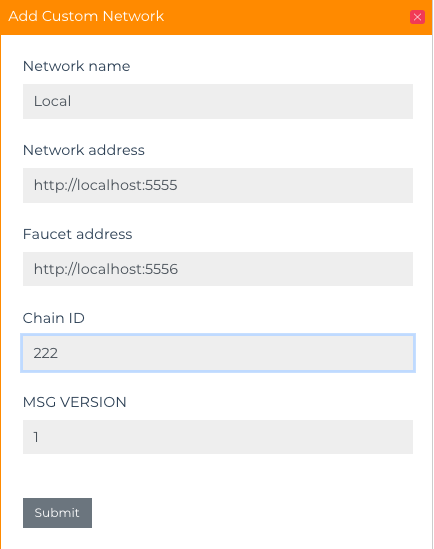 Add Custom Network
Network name
Local
Network address
http://localhost:5555
Faucet address
http://localhost:5556
Chain ID
222
MSG VERSION
1
Submit